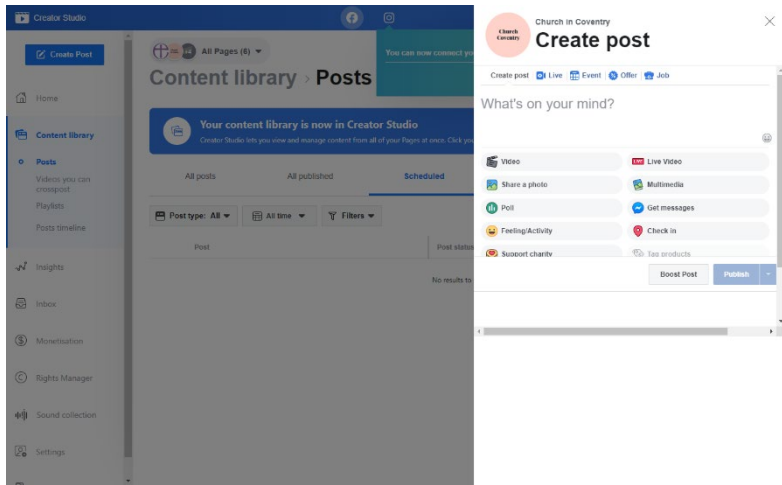 Creator Studio
Create Post
Home
Content library
Posts
Videos you can
crosspost
Playlists
Posts timeline
Insights
Inbox
Monetisation
Rights Manager
Sound collection
Settings
All Pages (6)
You can now connect
Content library › Posts
Your content library is now in Creator Studio
Creator Studio lets you view and manage content from all of your Pages at once. Click
All posts
All published
Scheduled
Post type: All
All time
Filters
Post
Post status
No results to
Church
Coventry
Church in Coventry
Create post
Create post Live Event Offer Job
What's on your mind?
Video
LIVE Live Video
Share a photo
Multimedia
Poll
Get messages
Feeling/Activity
Check in
Support charity
Tag products
Boost Post
Publish